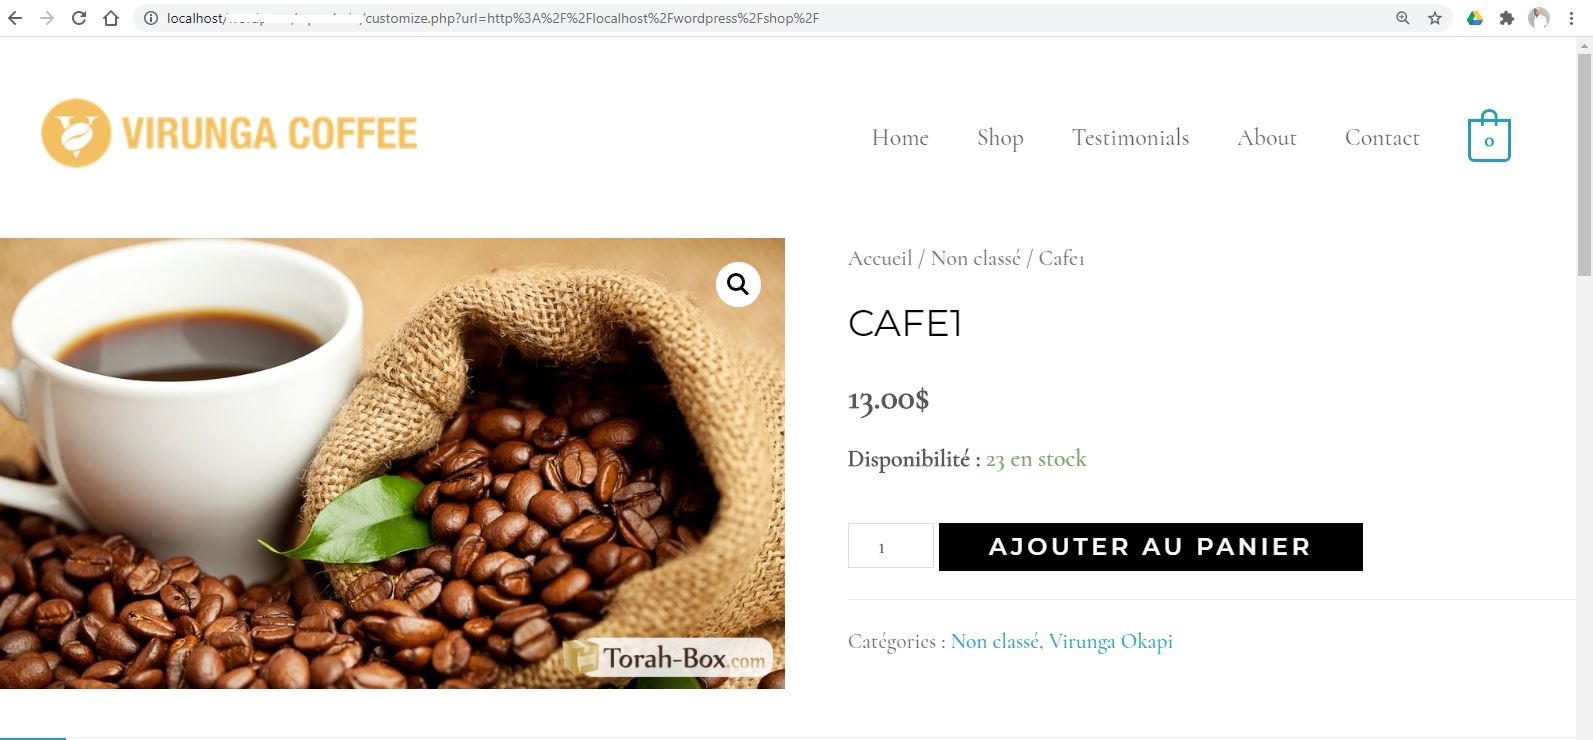 localhost/ /customize.php?url=http%3A%2F%2Flocalhost%2Fwordpress%2Fshop%2F
VIRUNGA COFFEE
Home Shop Testimonials About Contact 0
Accueil / Non classé / Cafe1
CAFE1
13.00$
Disponibilité : 23 en stock
1 AJOUTER AU PANIER
Catégories : Non classé, Virunga Okapi
Torah-Box.com